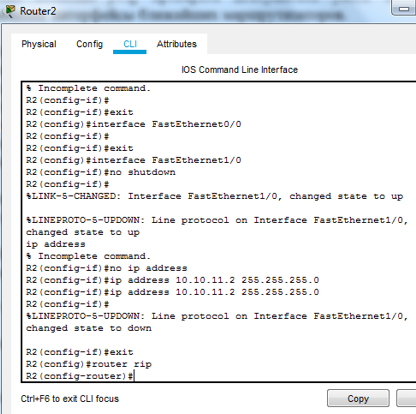 Router2
Physical Config CLI Attributes
IOS Command Line Interface
% Incomplete command.
R2(config-if)#
R2(config-if)#exit
R2(config)#interface FastEthernet0/0
R2(config-if)#
R2(config-if)#exit
R2(config)#interface FastEthernet1/0
R2(config-if)#no shutdown
R2(config-if)#
%LINK-5-CHANGED: Interface FastEthernet1/0, changed state to up
%LINEPROTO-5-UPDOWN: Line protocol on Interface FastEthernet1/0,
changed state to up
ip address
% Incomplete command.
R2(config-if)#no ip address
R2(config-if)#ip address 10.10.11.2 255.255.255.0
R2(config-if)#ip address 10.10.11.2 255.255.255.0
R2(config-if)#
%LINEPROTO-5-UPDOWN: Line protocol on Interface FastEthernet1/0,
changed state to down
R2(config-if)#exit
R2(config)#router rip
R2(config-router)#
Ctrl+F6 to exit CLI focus
Copy